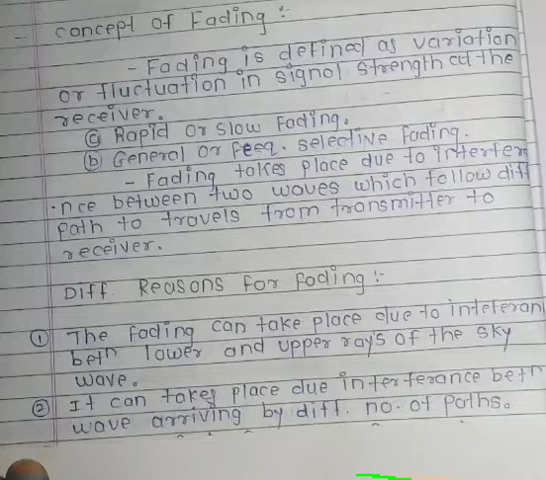 - concept of Fading :-
- Fading is defined as variation
or fluctuation in signal strength at the
receiver.
ⓐ Rapid or slow fading.
ⓑ General or freq. selective fading.
- Fading takes place due to interfere
nce between two waves which follow diff
path to travels from transmitter to
receiver.
Diff. Reasons for fading :-
① The fading can take place due to inteferan
betn lower and upper rays of the sky
wave.
② It can takes place due interferance betn
wave arriving by diff. no. of paths.